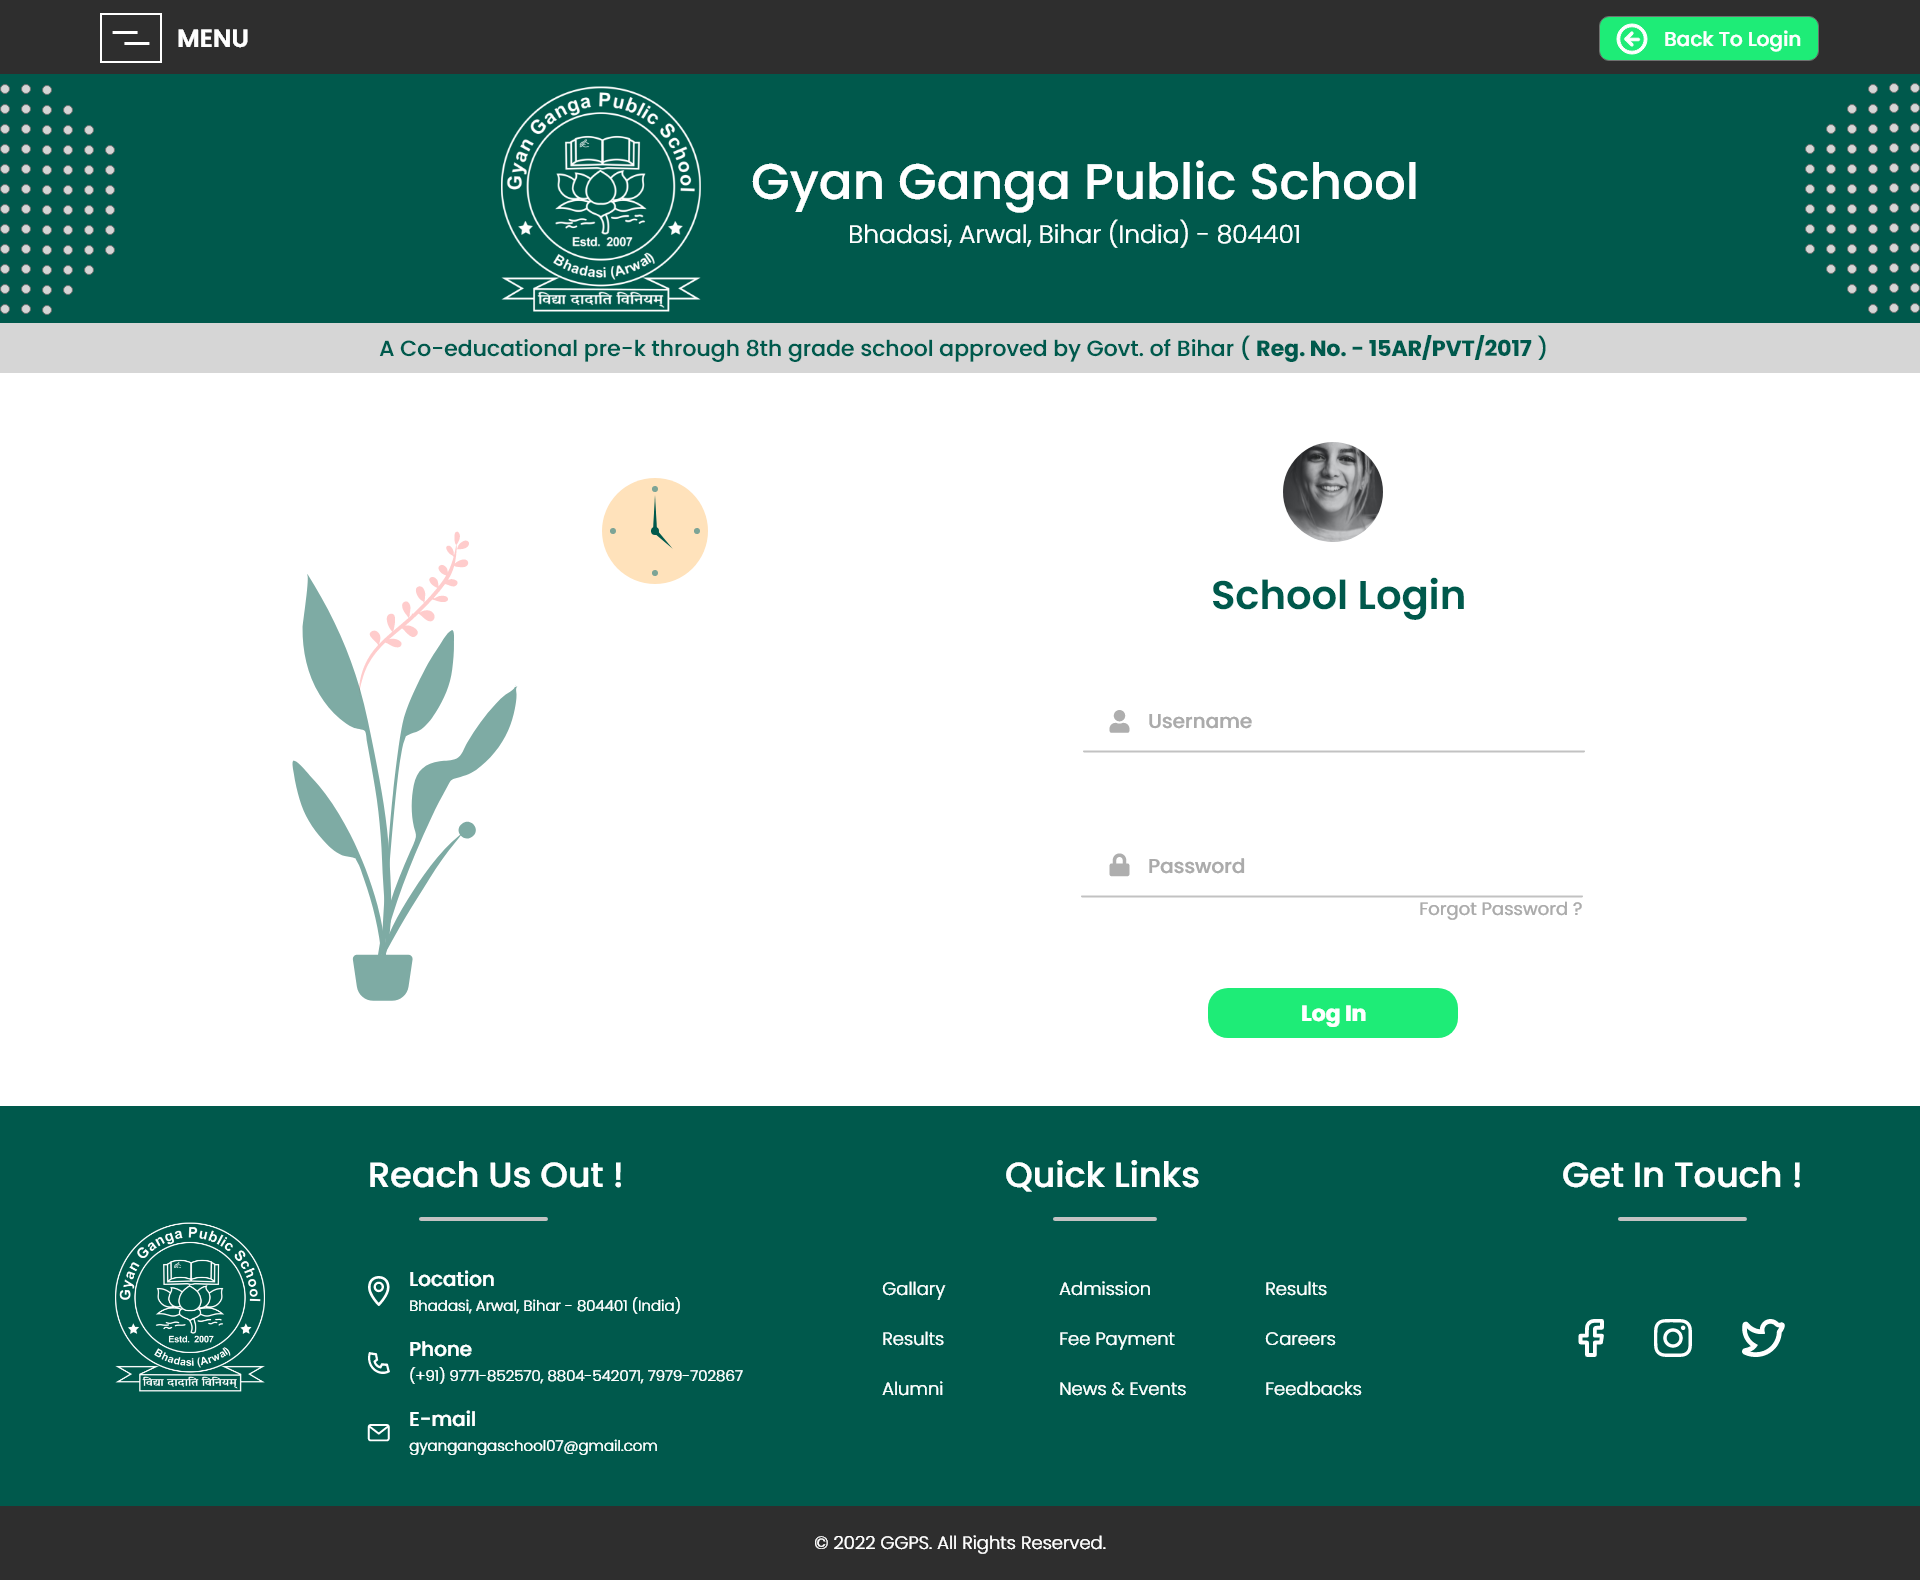 MENU
Back To Login
Gyan Ganga Public School
Estd. 2007
Bhadasi (Arwal)
विद्या दादाति विनियम्
Gyan Ganga Public School
Bhadasi, Arwal, Bihar (India) - 804401
A Co-educational pre-k through 8th grade school approved by Govt. of Bihar ( Reg. No. - 15AR/PVT/2017 )
School Login
Username
Password
Forgot Password ?
Log In
Reach Us Out !
Quick Links
Get In Touch !
Gyan Ganga Public School
Estd. 2007
Bhadasi (Arwal)
विद्या दादाति विनियम्
Location
Bhadasi, Arwal, Bihar - 804401 (India)
Phone
(+91) 9771-852570, 8804-542071, 7979-702867
E-mail
gyangangaschool07@gmail.com
Gallary
Admission
Results
Results
Fee Payment
Careers
Alumni
News & Events
Feedbacks
© 2022 GGPS. All Rights Reserved.